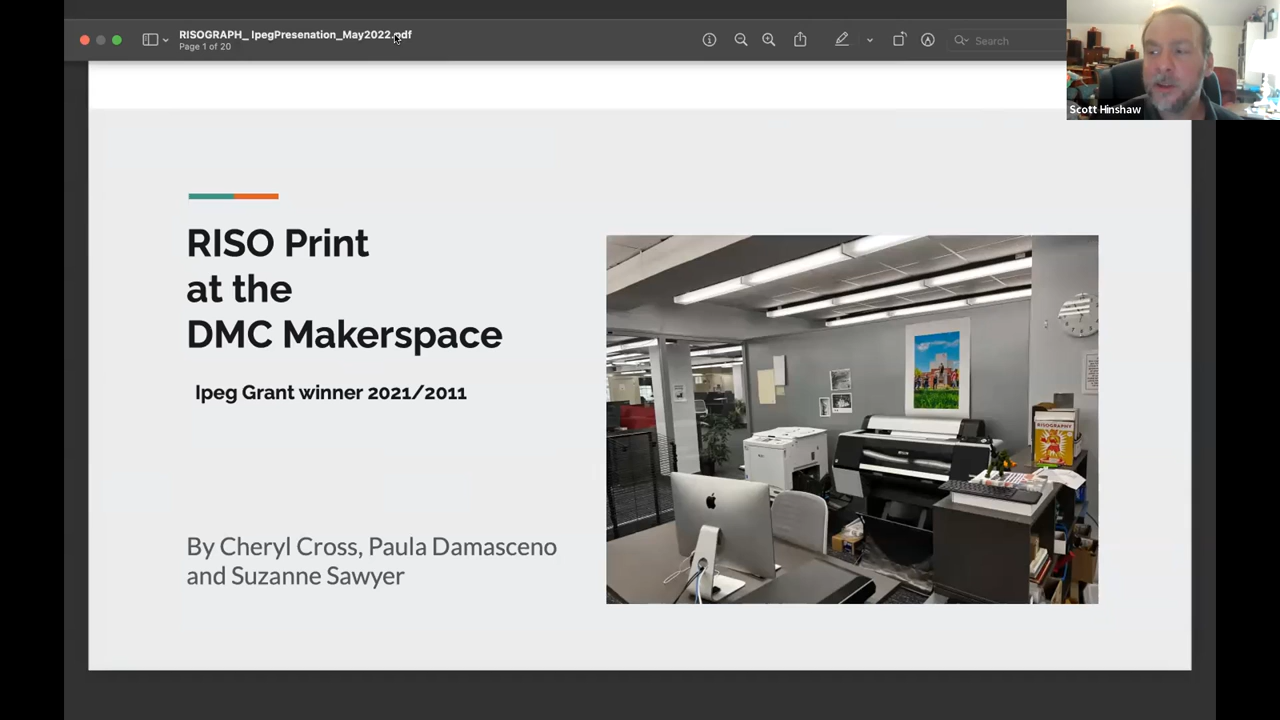 RISOGRAPH_ IpegPresenation_May2022.pdf
Page 1 of 20
Search
Scott Hinshaw
RISO Print
at the
DMC Makerspace
Ipeg Grant winner 2021/2011
RISOGRAPHY
By Cheryl Cross, Paula Damasceno
and Suzanne Sawyer